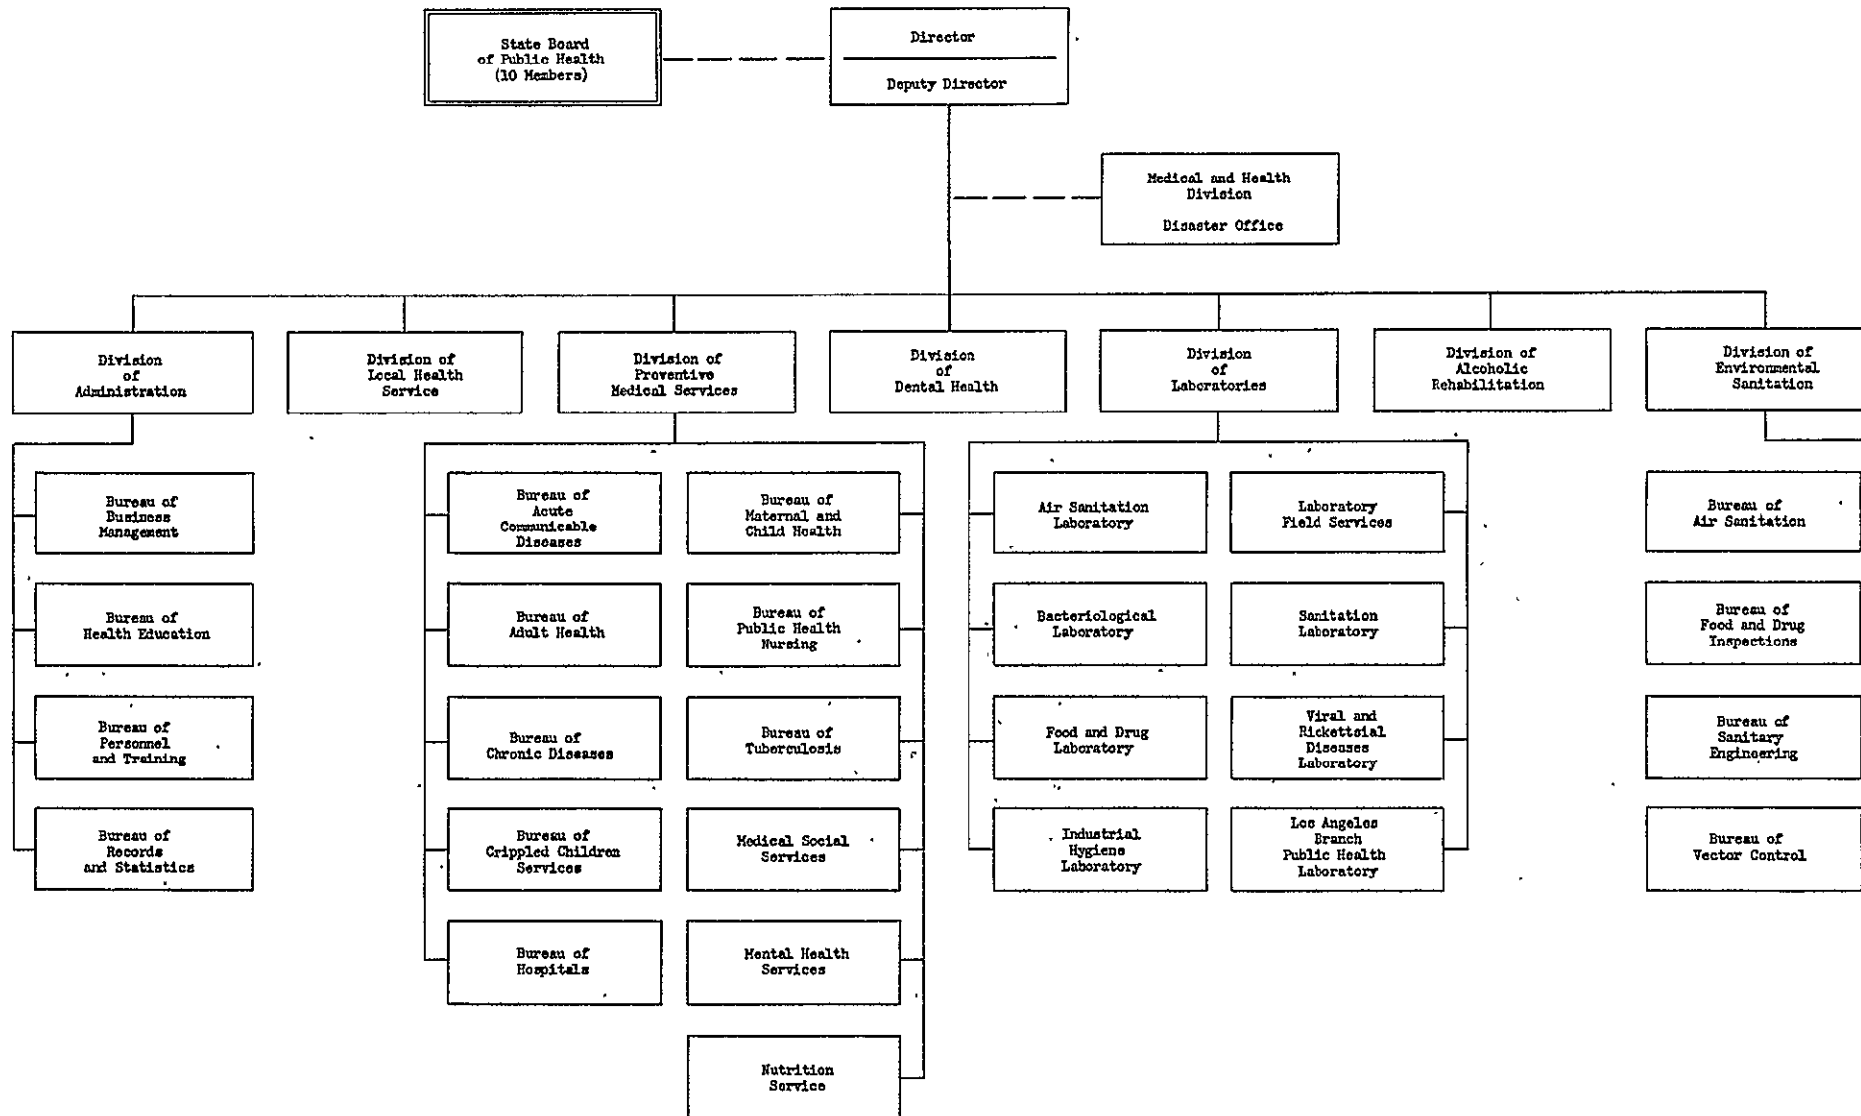 State Board
of Public Health
(10 Members)
Director
Deputy Director
Medical and Health
Division
Disaster Office
Division
of
Administration
Division of
Local Health
Service
Division of
Preventive
Medical Services
Division
of
Dental Health
Division
of
Laboratories
Division of
Alcoholic
Rehabilitation
Division of
Environmental
Sanitation
Bureau of
Business
Management
Bureau of
Health Education
Bureau of
Personnel
and Training
Bureau of
Records
and Statistics
Bureau of
Acute
Communicable
Diseases
Bureau of
Adult Health
Bureau of
Chronic Diseases
Bureau of
Crippled Children
Services
Bureau of
Hospitals
Bureau of
Maternal and
Child Health
Bureau of
Public Health
Nursing
Bureau of
Tuberculosis
Medical Social
Services
Mental Health
Services
Nutrition
Service
Air Sanitation
Laboratory
Bacteriological
Laboratory
Food and Drug
Laboratory
Industrial
Hygiene
Laboratory
Laboratory
Field Services
Sanitation
Laboratory
Viral and
Rickettsial
Diseases
Laboratory
Los Angeles
Branch
Public Health
Laboratory
Bureau of
Air Sanitation
Bureau of
Food and Drug
Inspections
Bureau of
Sanitary
Engineering
Bureau of
Vector Control